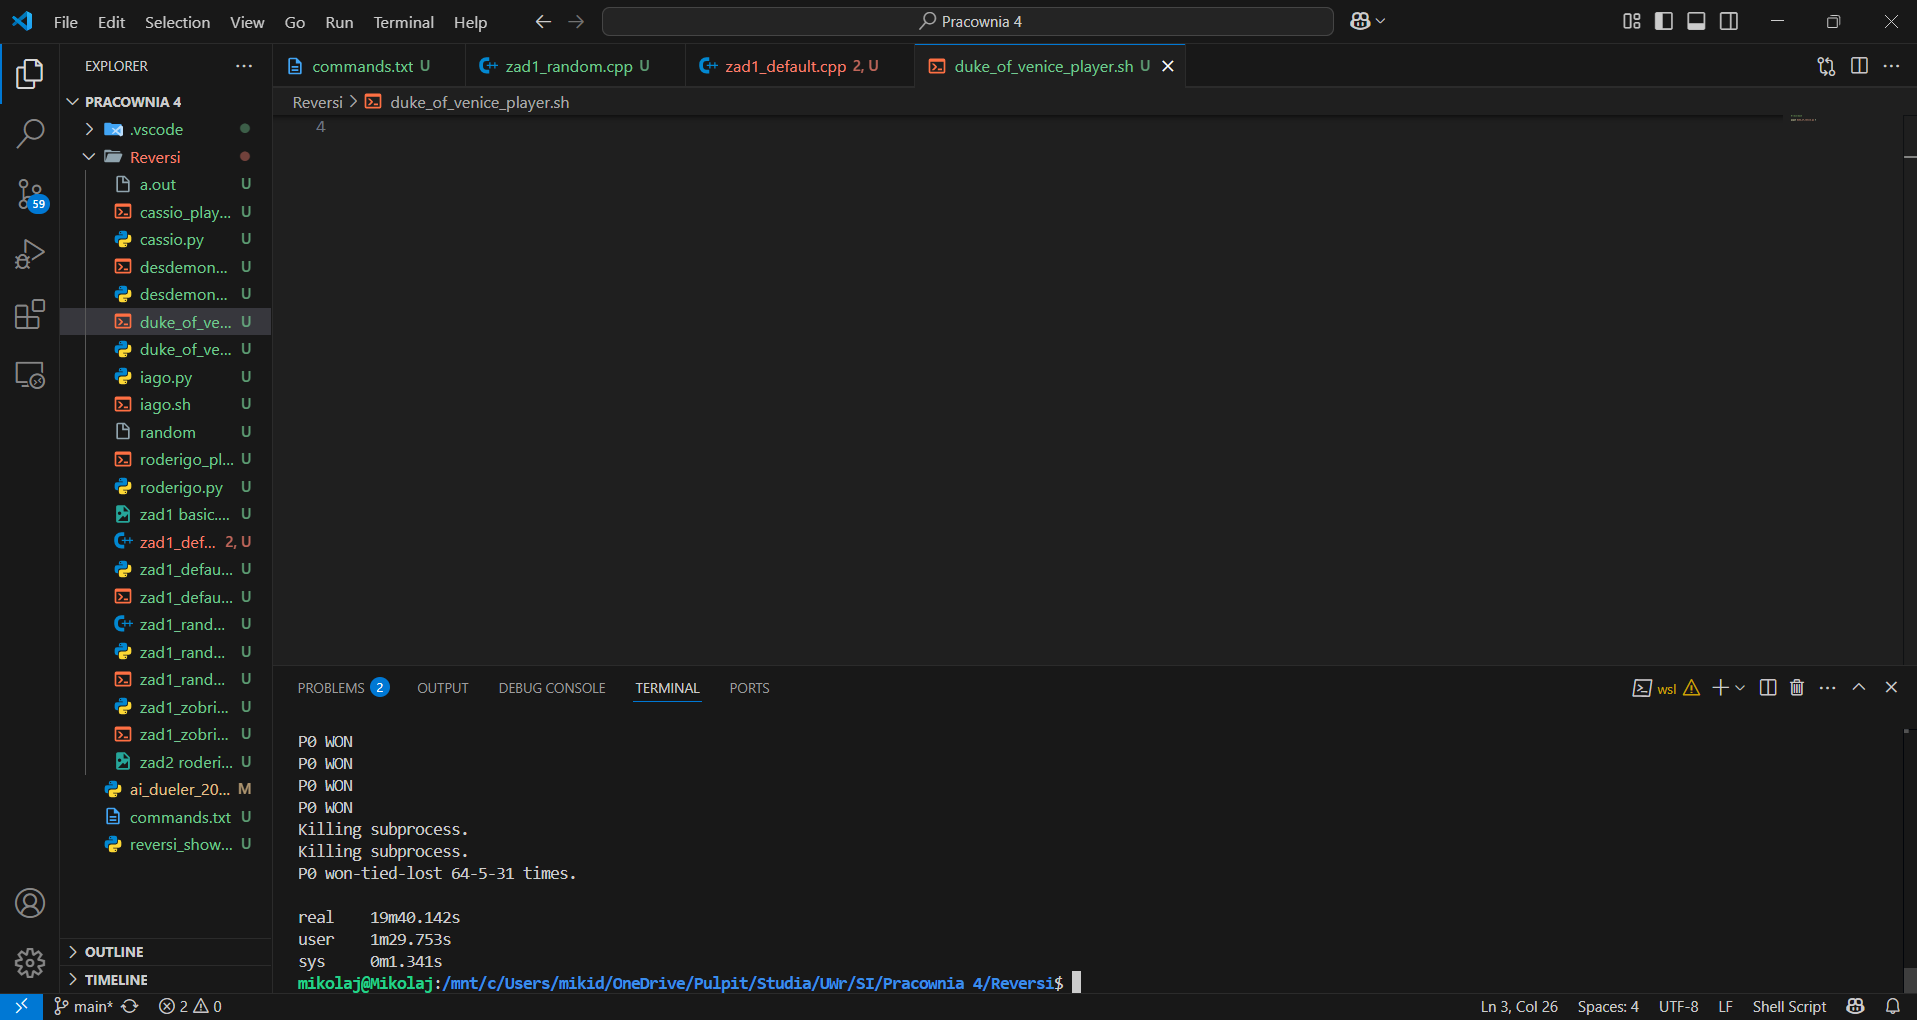 File Edit Selection View Go Run Terminal Help
Pracownia 4
EXPLORER
PRACOWNIA 4
.vscode
Reversi
a.out U
cassio_play... U
cassio.py U
desdemon... U
desdemon... U
duke_of_ve... U
duke_of_ve... U
iago.py U
iago.sh U
random U
roderigo_pl... U
roderigo.py U
zad1 basic.... U
zad1_def... 2, U
zad1_defau... U
zad1_defau... U
zad1_rand... U
zad1_rand... U
zad1_rand... U
zad1_zobri... U
zad1_zobri... U
zad2 roderi... U
ai_dueler_20... M
commands.txt U
reversi_show... U
OUTLINE
TIMELINE
59
commands.txt U
zad1_random.cpp U
zad1_default.cpp 2, U
duke_of_venice_player.sh U
Reversi > duke_of_venice_player.sh
4
PROBLEMS 2 OUTPUT DEBUG CONSOLE TERMINAL PORTS
wsl
P0 WON
P0 WON
P0 WON
P0 WON
Killing subprocess.
Killing subprocess.
P0 won-tied-lost 64-5-31 times.
real 19m40.142s
user 1m29.753s
sys 0m1.341s
mikolaj@Mikolaj:/mnt/c/Users/mikid/OneDrive/Pulpit/Studia/UWr/SI/Pracownia 4/Reversi$
main* 2 0
Ln 3, Col 26 Spaces: 4 UTF-8 LF Shell Script